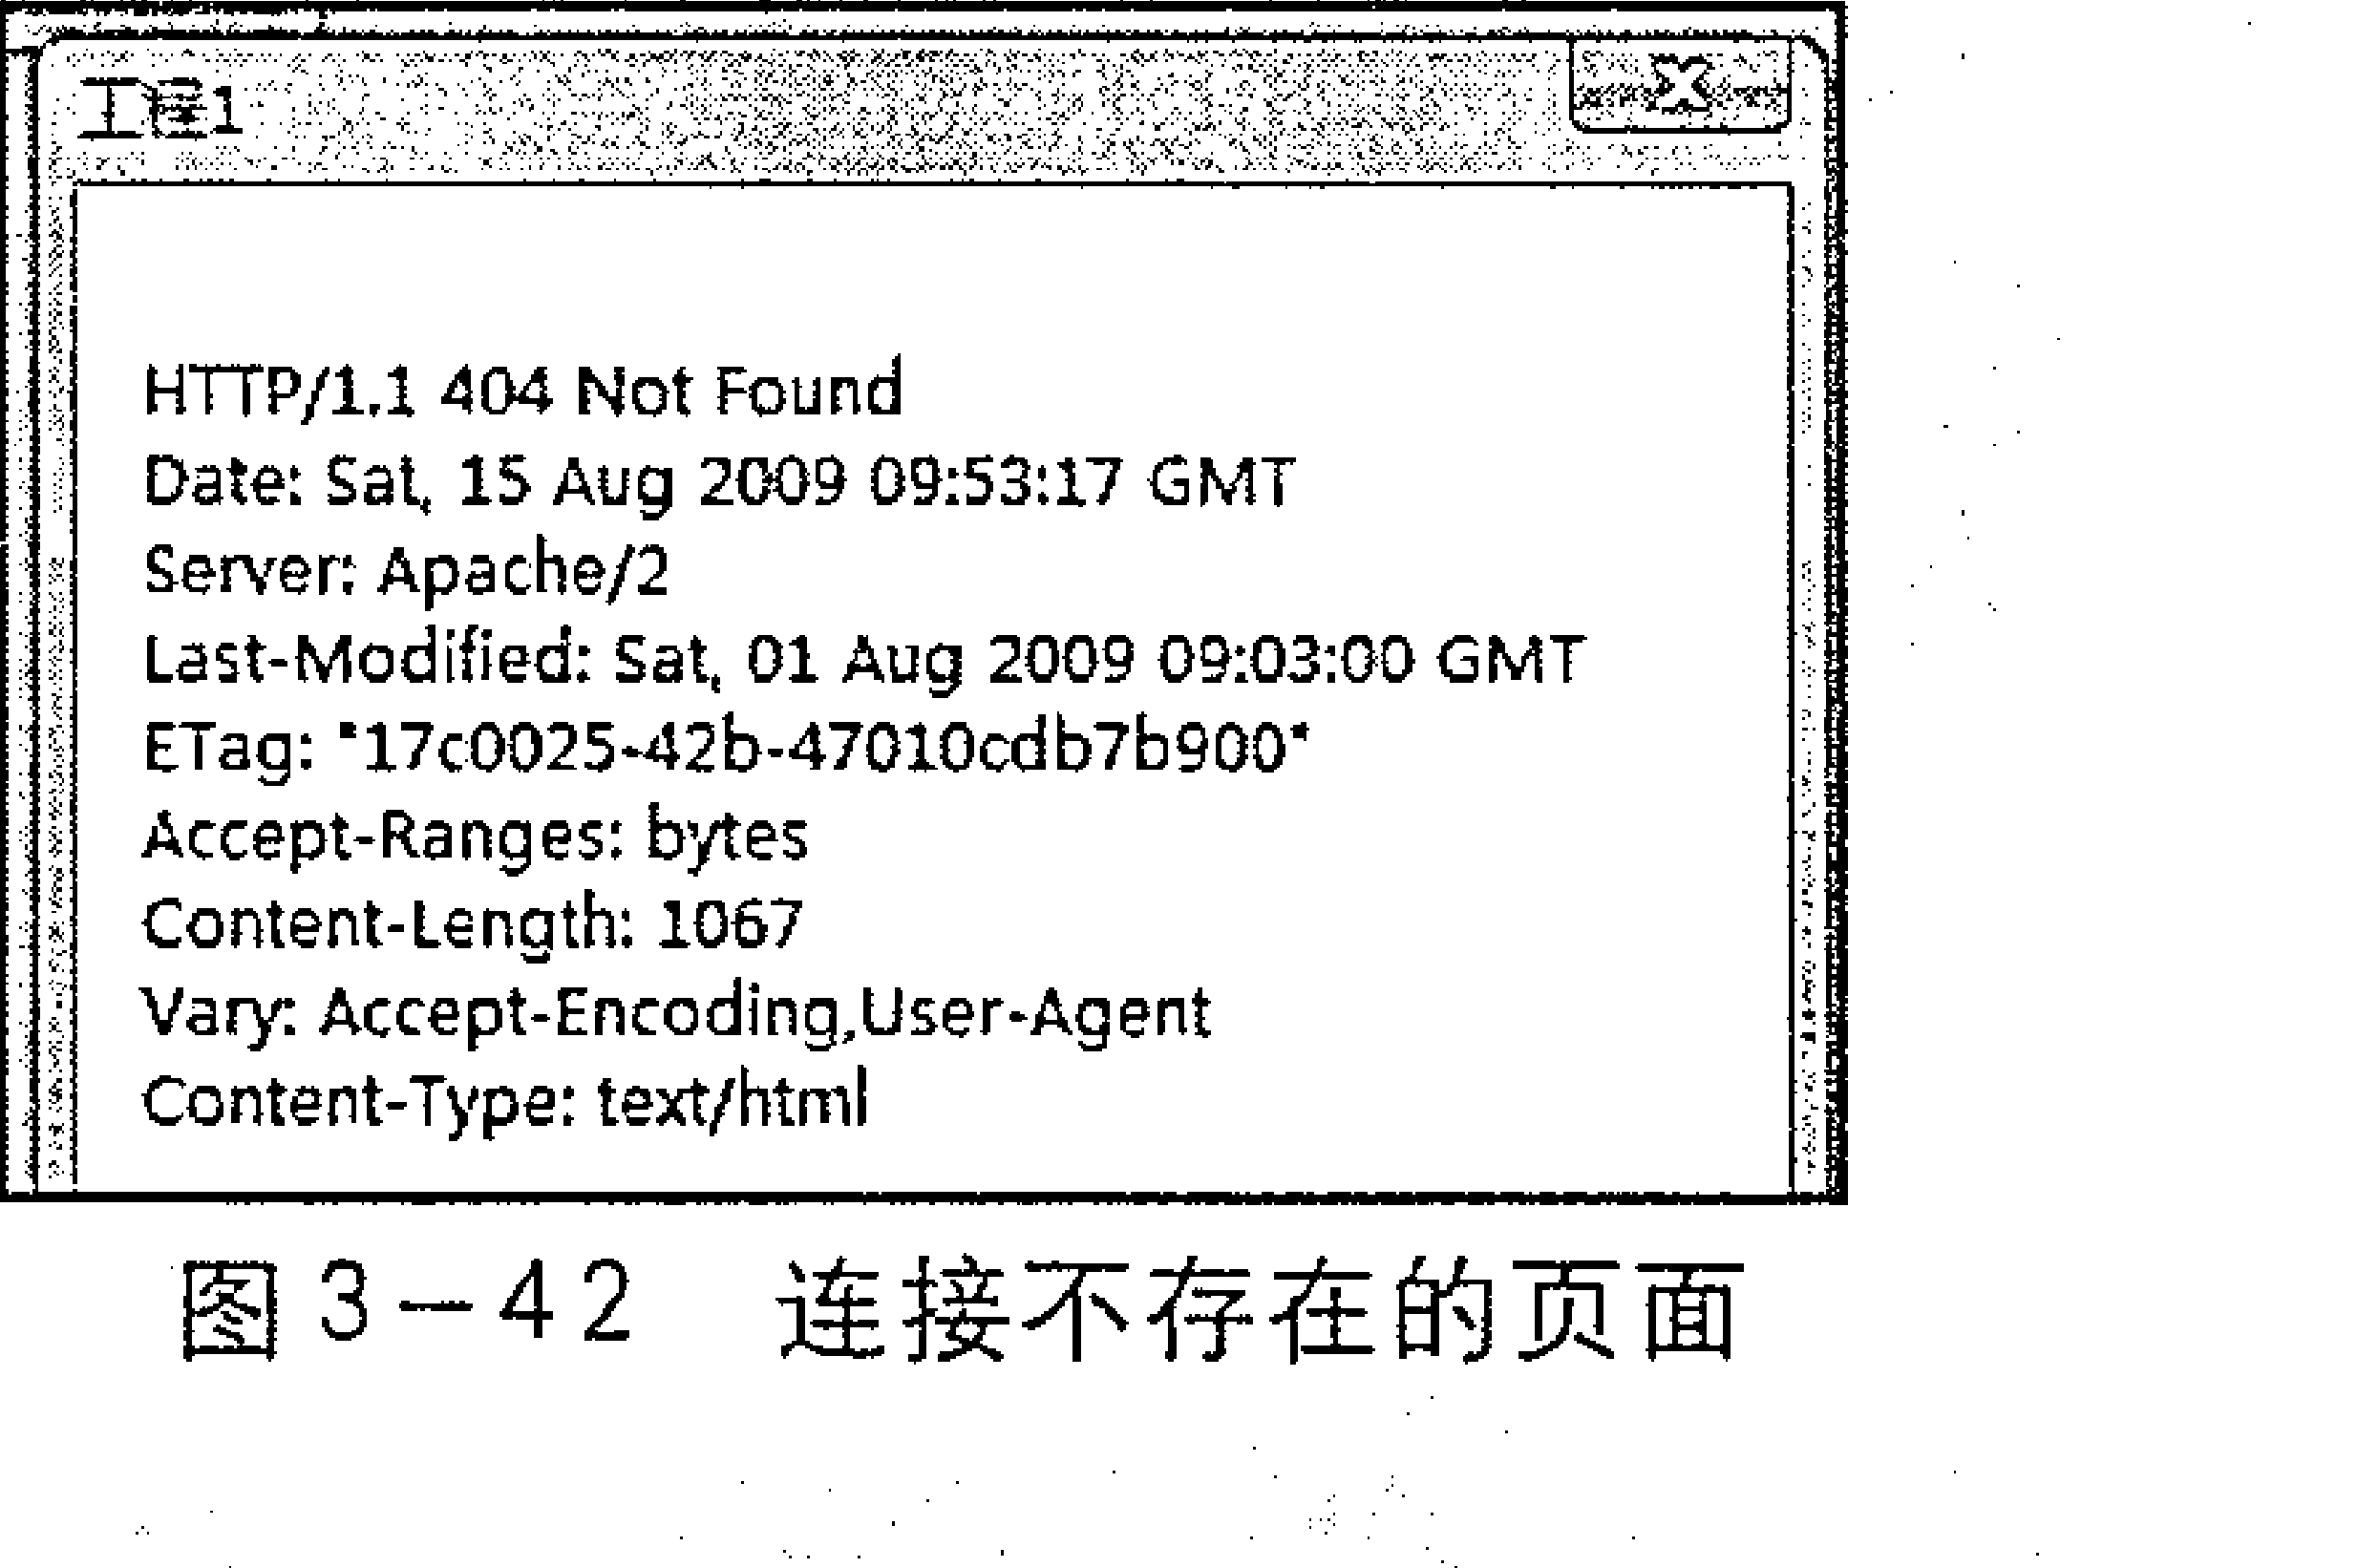 工程1
HTTP/1.1 404 Not Found
Date: Sat, 15 Aug 2009 09:53:17 GMT
Server: Apache/2
Last-Modified: Sat, 01 Aug 2009 09:03:00 GMT
ETag: "17c0025-42b-47010cdb7b900"
Accept-Ranges: bytes
Content-Length: 1067
Vary: Accept-Encoding,User-Agent
Content-Type: text/html
图3-42 连接不存在的页面